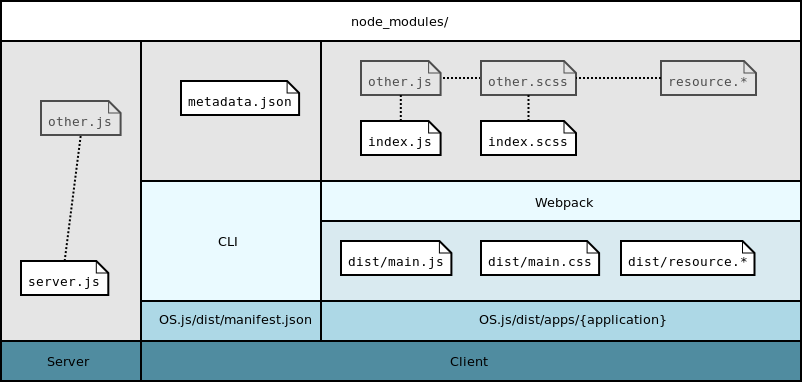 node_modules/
other.js
other.scss
resource.*
metadata.json
other.js
index.js
index.scss
Webpack
CLI
server.js
dist/main.js
dist/main.css
dist/resource.*
OS.js/dist/manifest.json
OS.js/dist/apps/{application}
Server
Client